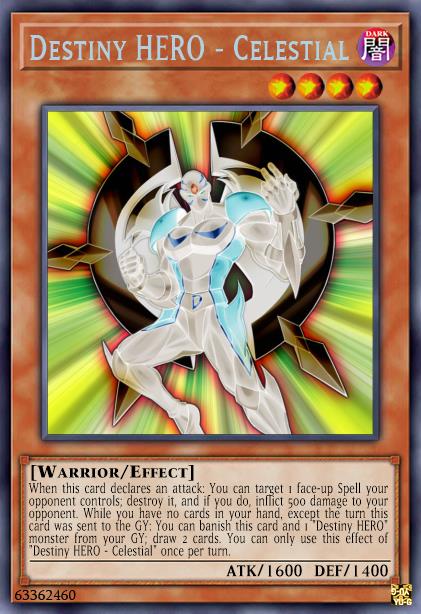 DESTINY HERO - CELESTIAL
DARK
闇
[WARRIOR/EFFECT]
When this card declares an attack: You can target 1 face-up Spell your
opponent controls; destroy it, and if you do, inflict 500 damage to your
opponent. While you have no cards in your hand, except the turn this
card was sent to the GY: You can banish this card and 1 "Destiny HERO"
monster from your GY; draw 2 cards. You can only use this effect of
"Destiny HERO - Celestial" once per turn.
ATK/1600 DEF/1400
63362460